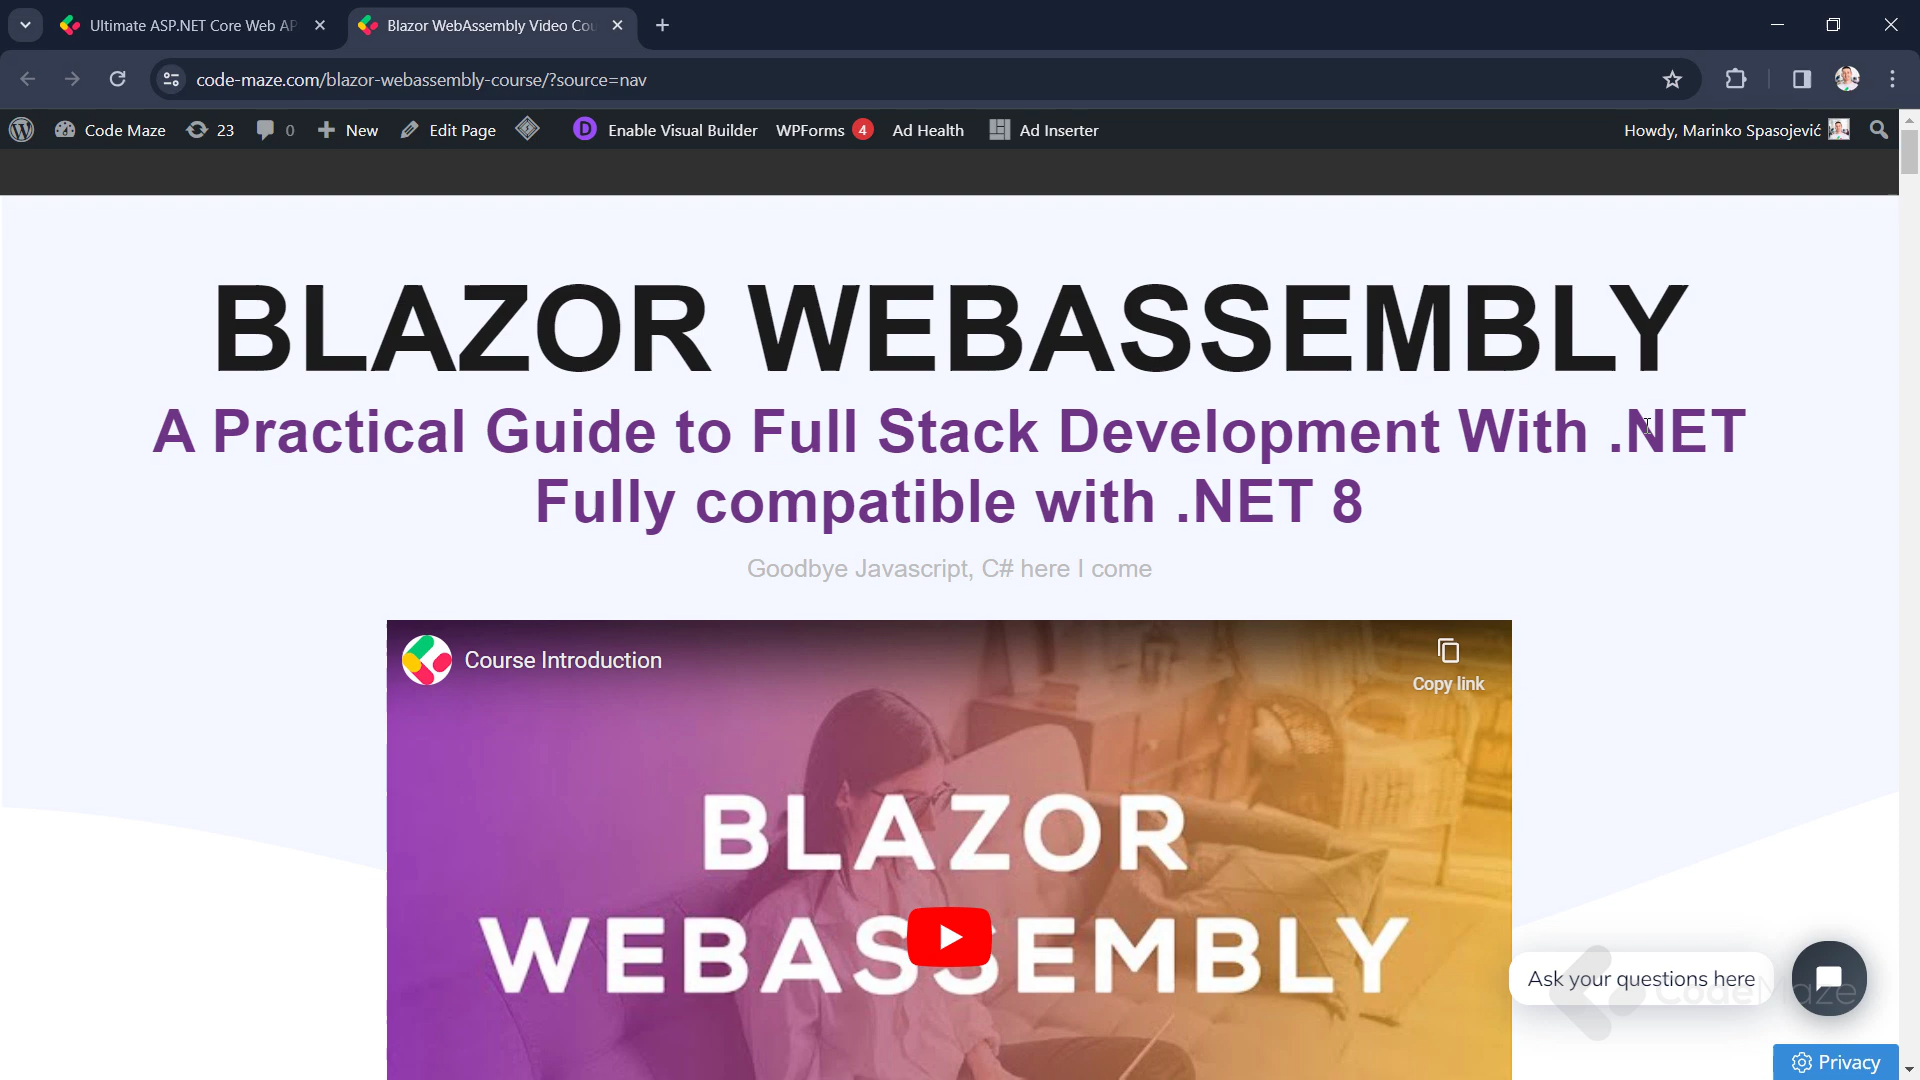 Ultimate ASP.NET Core Web AP
Blazor WebAssembly Video Cou
code-maze.com/blazor-webassembly-course/?source=nav
Code Maze 23 0 New Edit Page D Enable Visual Builder WPForms 4 Ad Health Ad Inserter Howdy, Marinko Spasojević
BLAZOR WEBASSEMBLY
A Practical Guide to Full Stack Development With .NET
Fully compatible with .NET 8
Goodbye Javascript, C# here I come
Course Introduction
Copy link
BLAZOR
WEBASSEMBLY
Ask your questions here
CodeMaze
Privacy